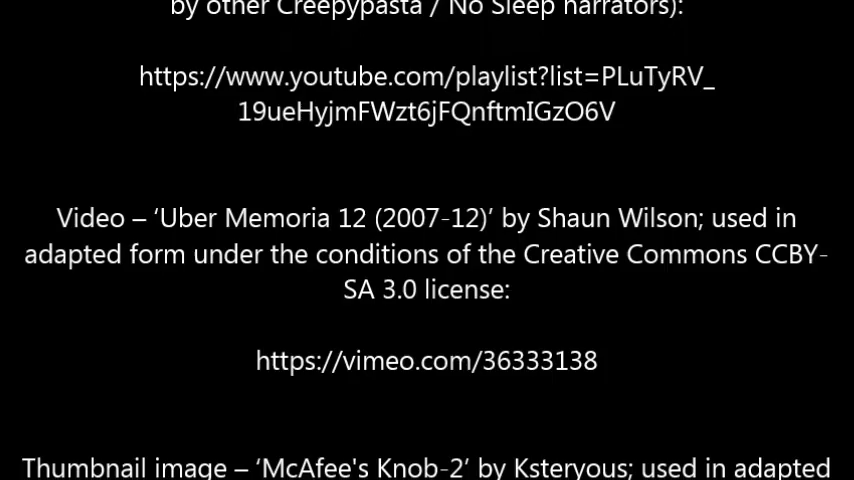 by other Creepypasta / No Sleep narrators):
https://www.youtube.com/playlist?list=PLuTyRV_
19ueHyjmFWzt6jFQnftmIGzO6V
Video – ‘Uber Memoria 12 (2007-12)’ by Shaun Wilson; used in
adapted form under the conditions of the Creative Commons CCBY-
SA 3.0 license:
https://vimeo.com/36333138
Thumbnail image – ‘McAfee's Knob-2’ by Ksteryous; used in adapted